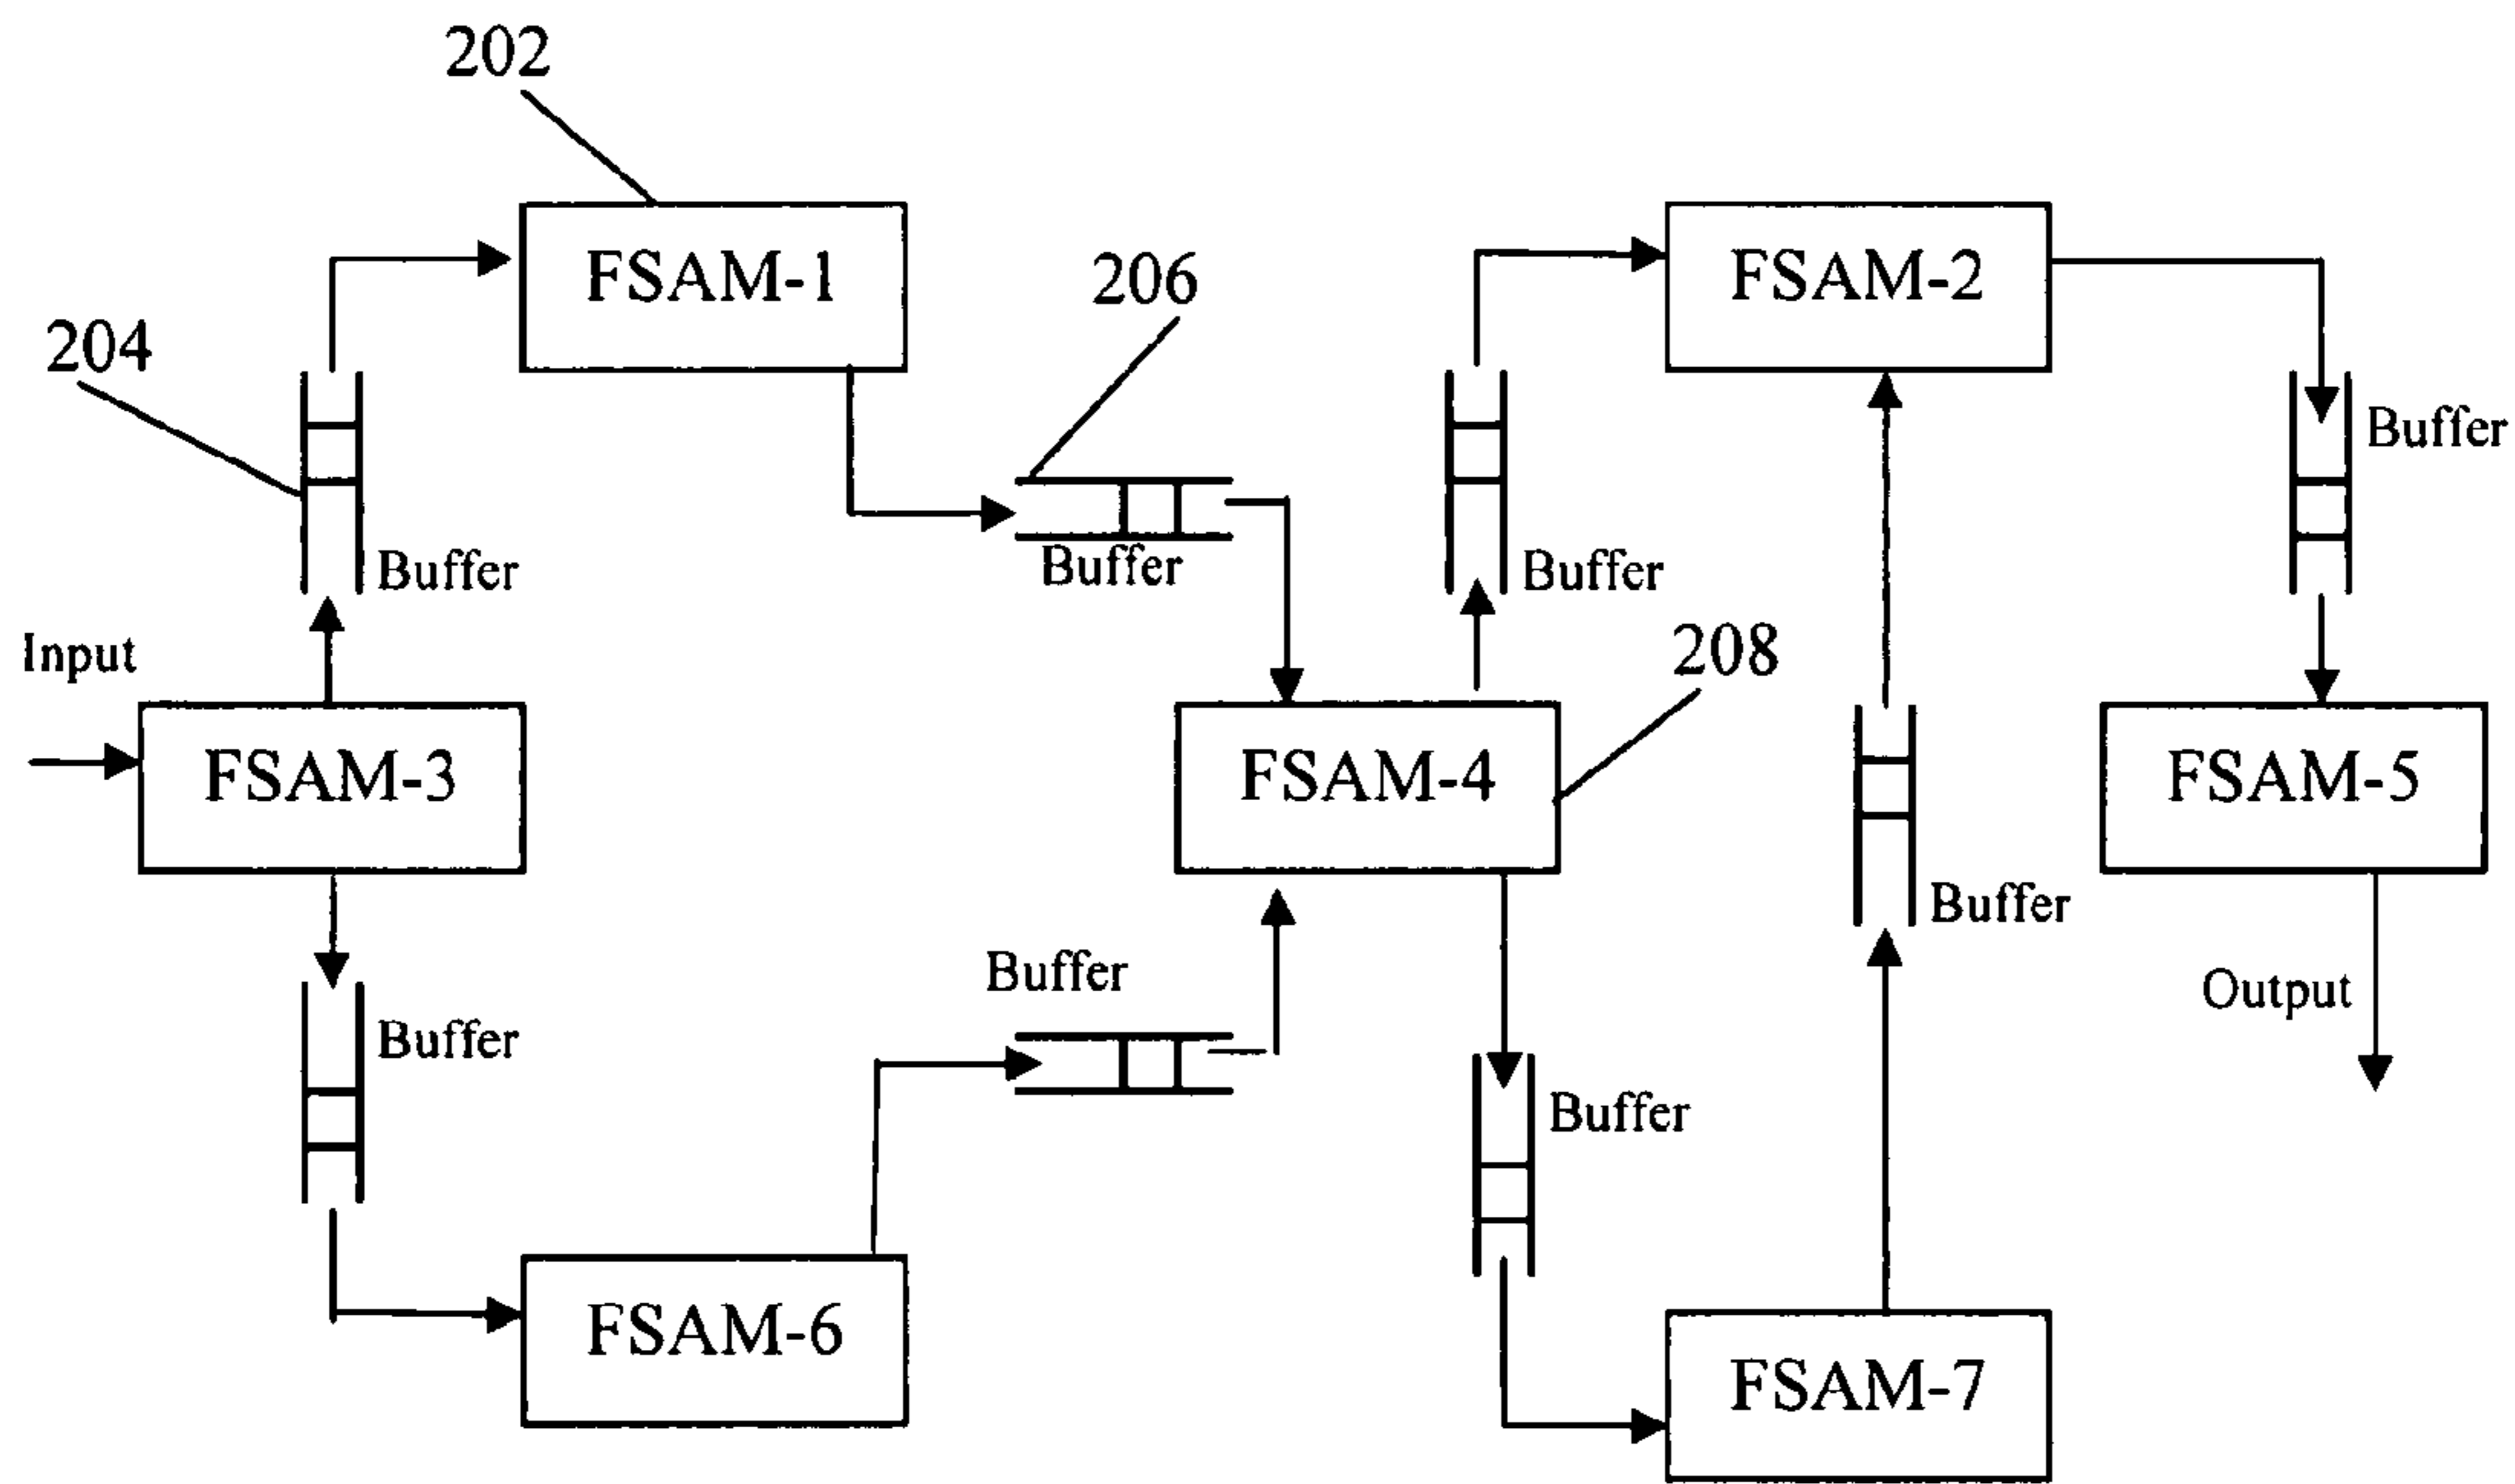 202
FSAM-1
206
FSAM-2
204
Buffer
Buffer
Buffer
Buffer
Input
208
FSAM-3
FSAM-4
FSAM-5
Buffer
Buffer
Output
Buffer
Buffer
FSAM-6
FSAM-7